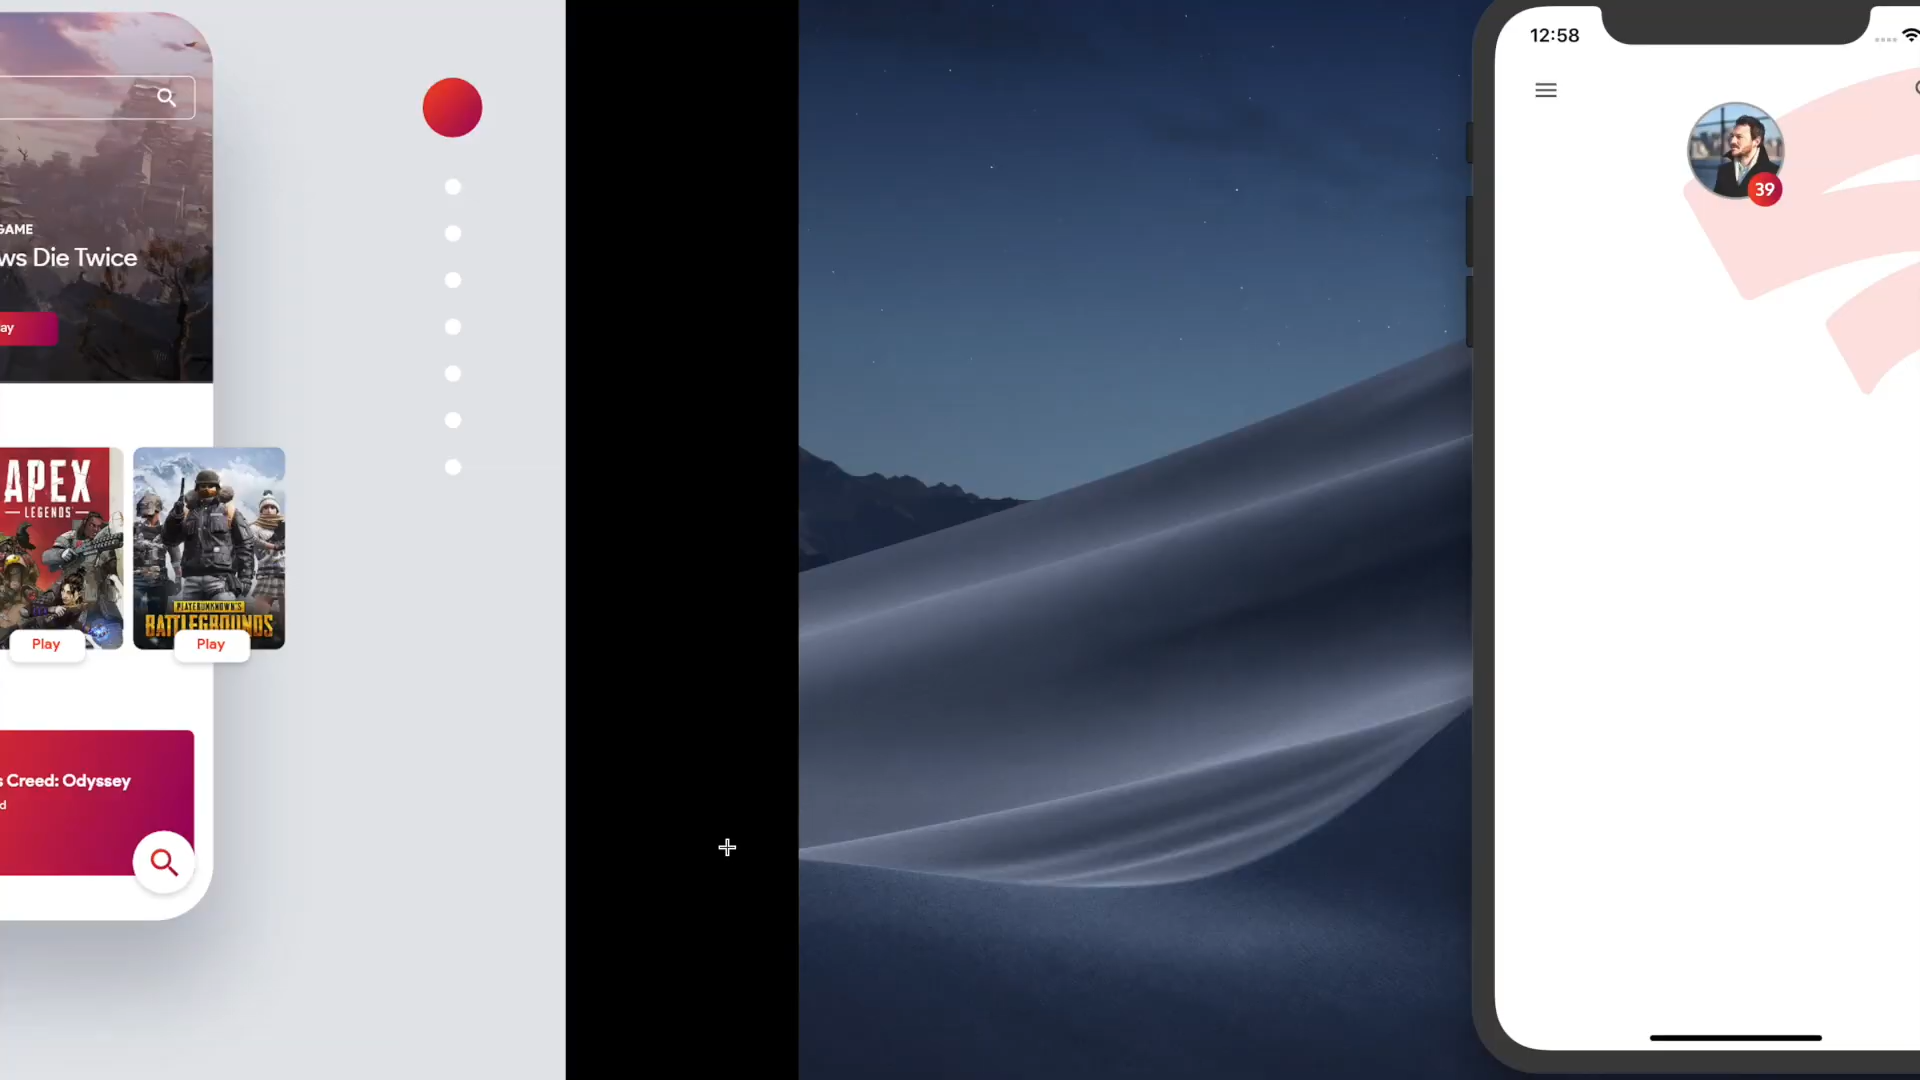 GAME
ws Die Twice
ay
APEX
LEGENDS
PLAYERUNKNOWN'S
BATTLEGROUNDS
Play
Play
s Creed: Odyssey
d
12:58
39